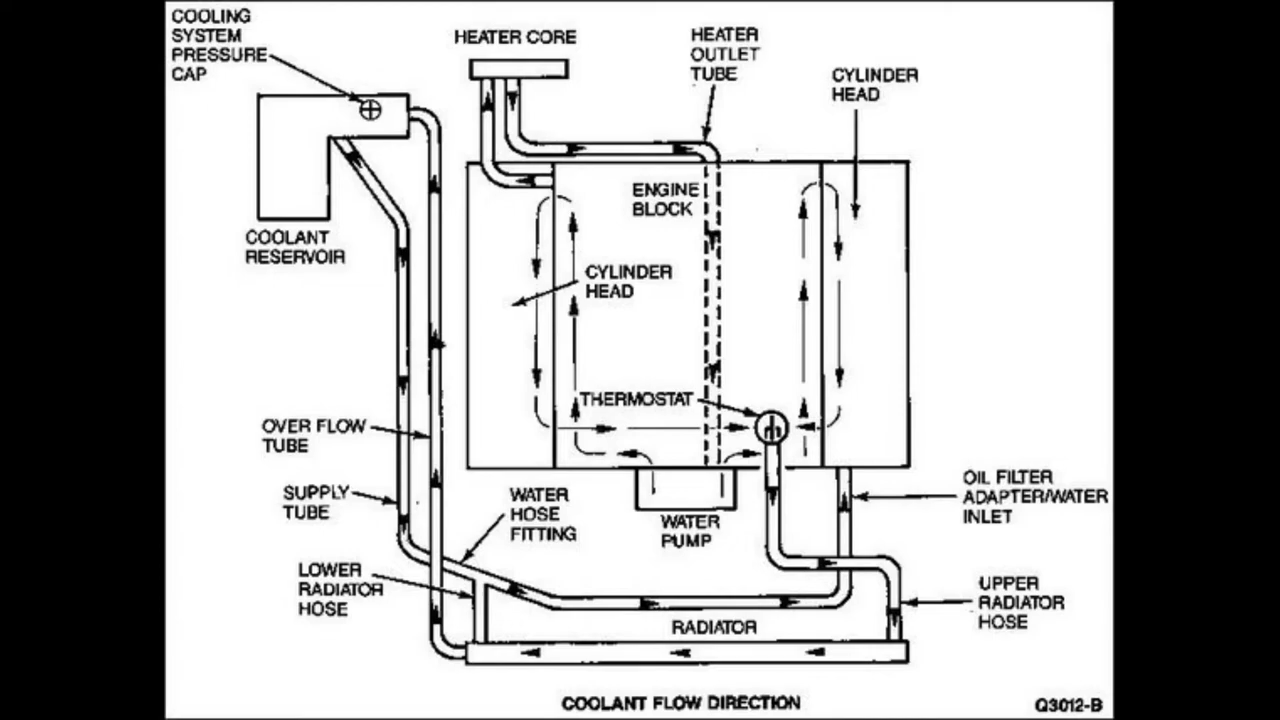 COOLING
SYSTEM
PRESSURE
CAP
HEATER CORE
HEATER
OUTLET
TUBE
CYLINDER
HEAD
ENGINE
BLOCK
COOLANT
RESERVOIR
CYLINDER
HEAD
THERMOSTAT
OVER FLOW
TUBE
SUPPLY
TUBE
WATER
HOSE
FITTING
WATER
PUMP
OIL FILTER
ADAPTER/WATER
INLET
LOWER
RADIATOR
HOSE
UPPER
RADIATOR
HOSE
RADIATOR
COOLANT FLOW DIRECTION
Q3012-B